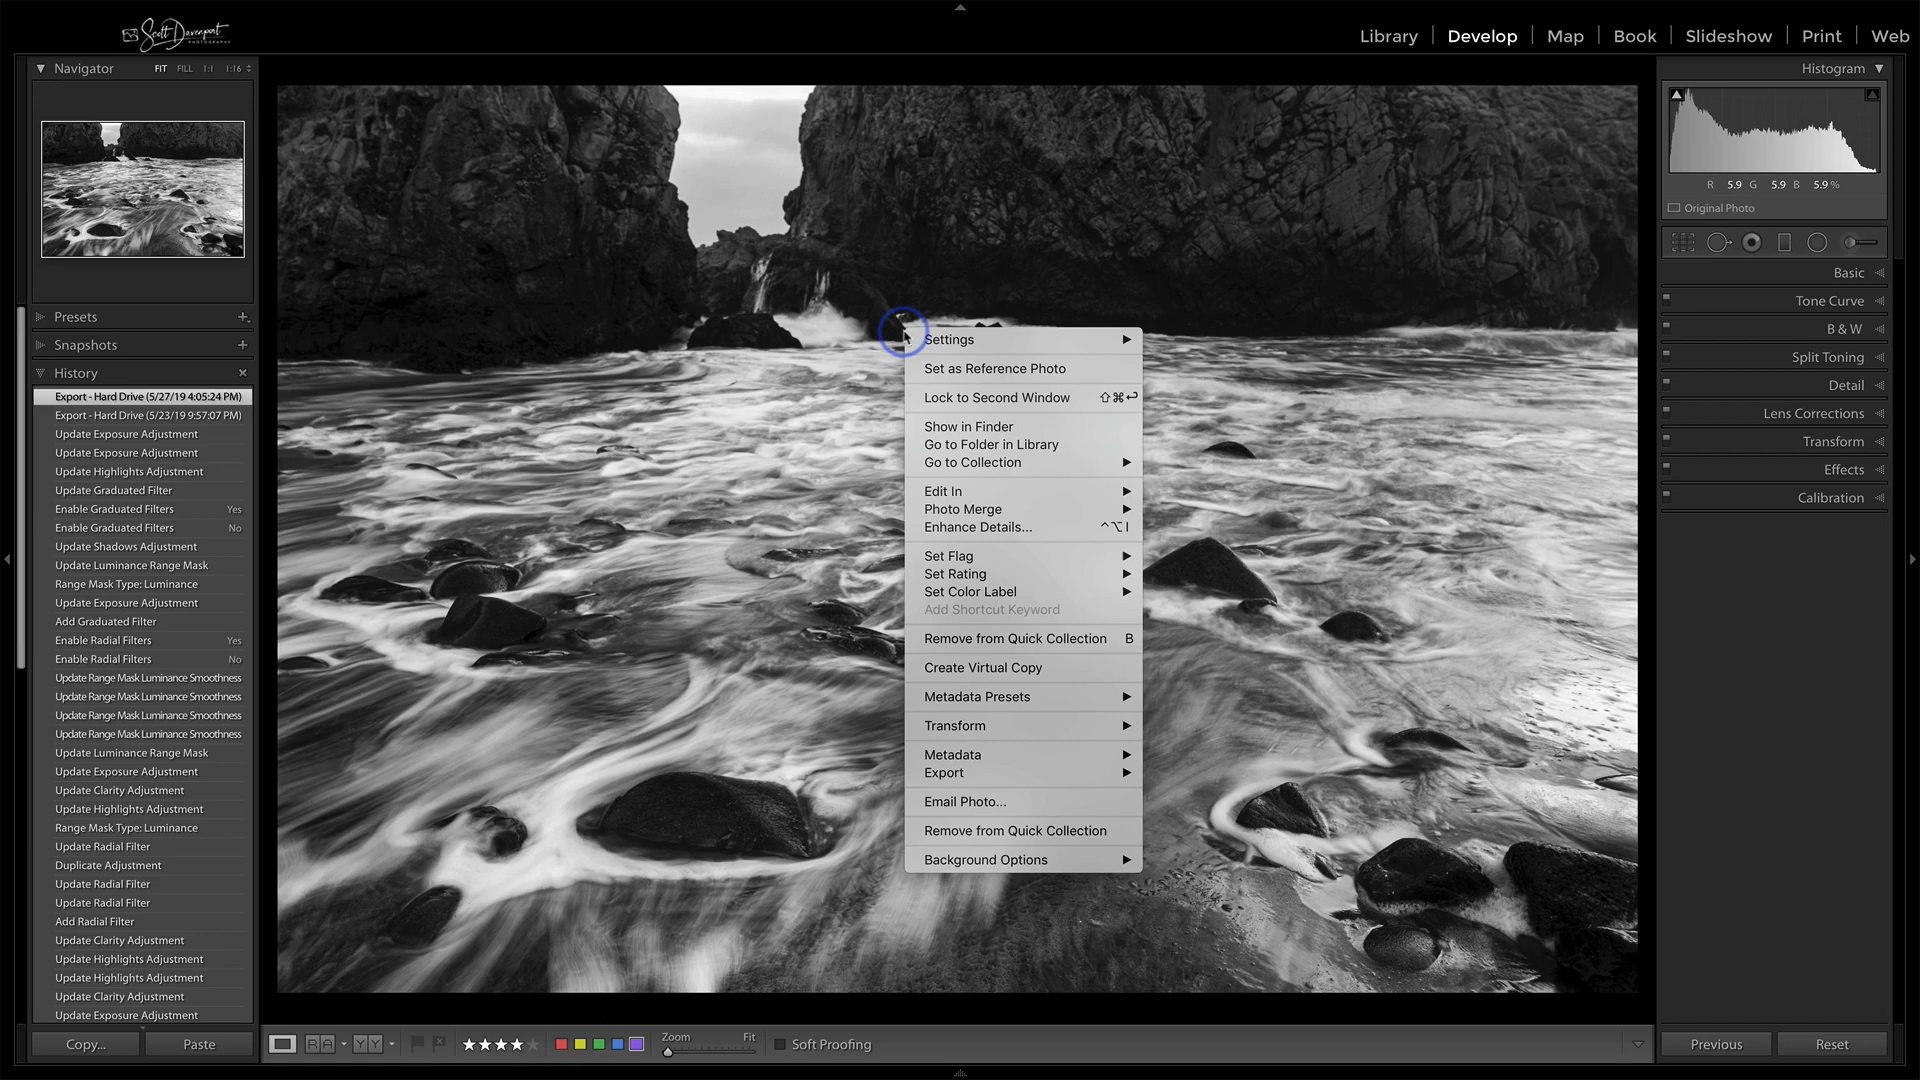 Scott Davenport
PHOTOGRAPHY
Library
Develop
Map
Book
Slideshow
Print
Web
Navigator
FIT
FILL
1:1
1:16
Presets
Snapshots
History
Export - Hard Drive (5/27/19 4:05:24 PM)
Export - Hard Drive (5/23/19 9:57:07 PM)
Update Exposure Adjustment
Update Exposure Adjustment
Update Highlights Adjustment
Update Graduated Filter
Enable Graduated Filters Yes
Enable Graduated Filters No
Update Shadows Adjustment
Update Luminance Range Mask
Range Mask Type: Luminance
Update Exposure Adjustment
Add Graduated Filter
Enable Radial Filters Yes
Enable Radial Filters No
Update Range Mask Luminance Smoothness
Update Range Mask Luminance Smoothness
Update Range Mask Luminance Smoothness
Update Range Mask Luminance Smoothness
Update Luminance Range Mask
Update Exposure Adjustment
Update Clarity Adjustment
Update Highlights Adjustment
Range Mask Type: Luminance
Update Radial Filter
Duplicate Adjustment
Update Radial Filter
Update Radial Filter
Add Radial Filter
Update Clarity Adjustment
Update Highlights Adjustment
Update Highlights Adjustment
Update Clarity Adjustment
Update Exposure Adjustment
Copy...
Paste
Settings
Set as Reference Photo
Lock to Second Window ⇧⌘↩
Show in Finder
Go to Folder in Library
Go to Collection
Edit In
Photo Merge
Enhance Details... ^⌥I
Set Flag
Set Rating
Set Color Label
Add Shortcut Keyword
Remove from Quick Collection B
Create Virtual Copy
Metadata Presets
Transform
Metadata
Export
Email Photo...
Remove from Quick Collection
Background Options
RA
YY
Zoom Fit
Soft Proofing
Histogram
R 5.9 G 5.9 B 5.9 %
Original Photo
Basic
Tone Curve
B & W
Split Toning
Detail
Lens Corrections
Transform
Effects
Calibration
Previous
Reset